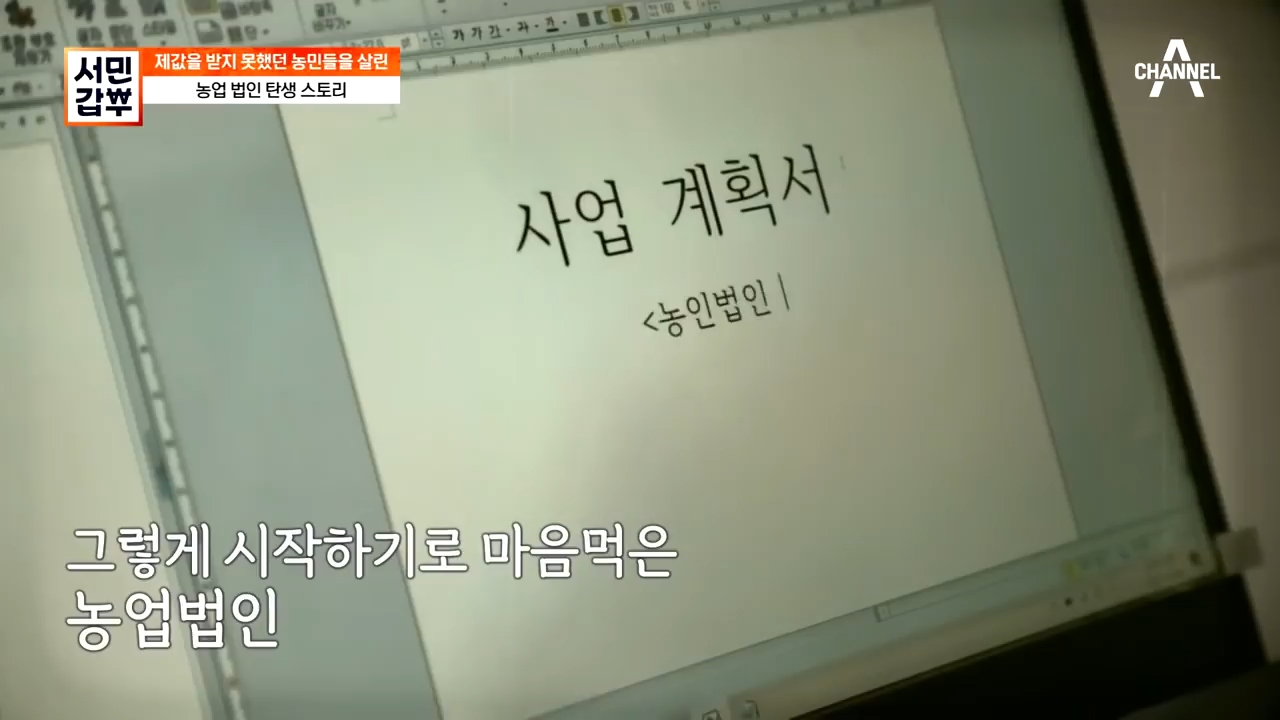 서민
갑부
제값을 받지 못했던 농민들을 살린
농업 법인 탄생 스토리
CHANNEL A
사업 계획서
<농인법인
그렇게 시작하기로 마음먹은
농업법인